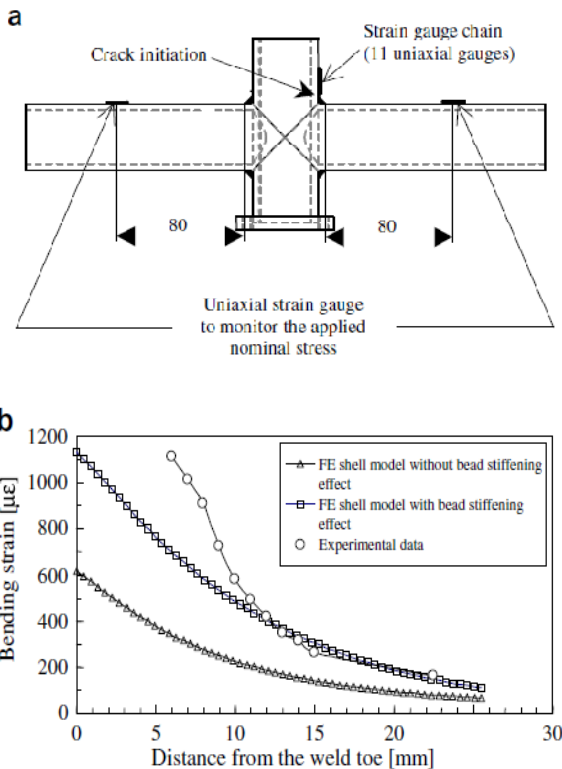 a
Strain gauge chain
(11 uniaxial gauges)
Crack initiation
80
80
Uniaxial strain gauge
to monitor the applied
nominal stress
b
1200
1000
800
600
400
200
0
Bending strain [µε]
FE shell model without bead stiffening
effect
FE shell model with bead stiffening
effect
Experimental data
0
5
10
15
20
25
30
Distance from the weld toe [mm]